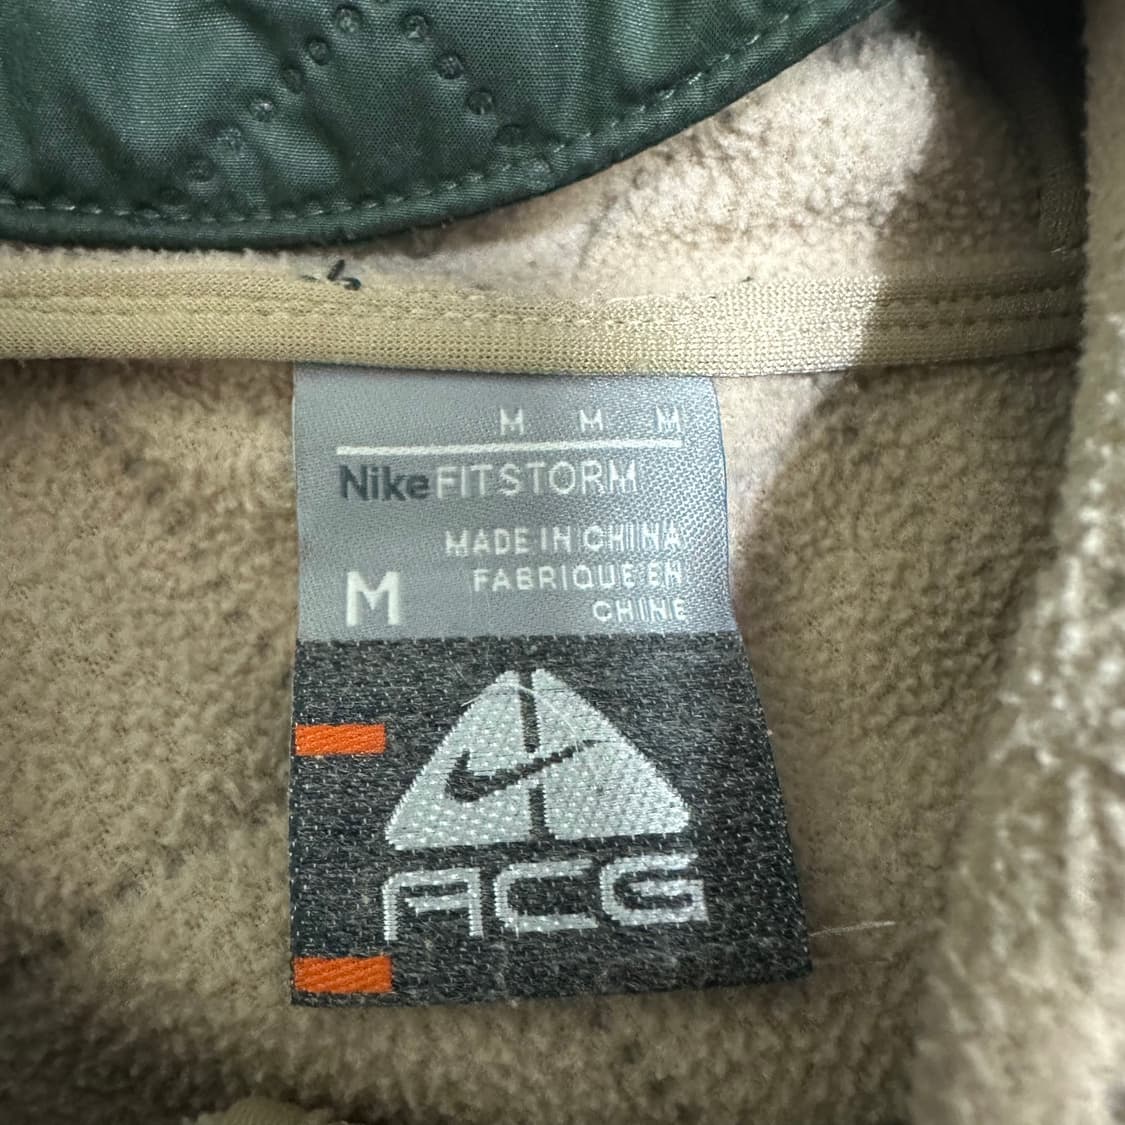 M M M
NikeFITSTORM
MADE IN CHINA
FABRIQUE EN
CHINE
M
ACG